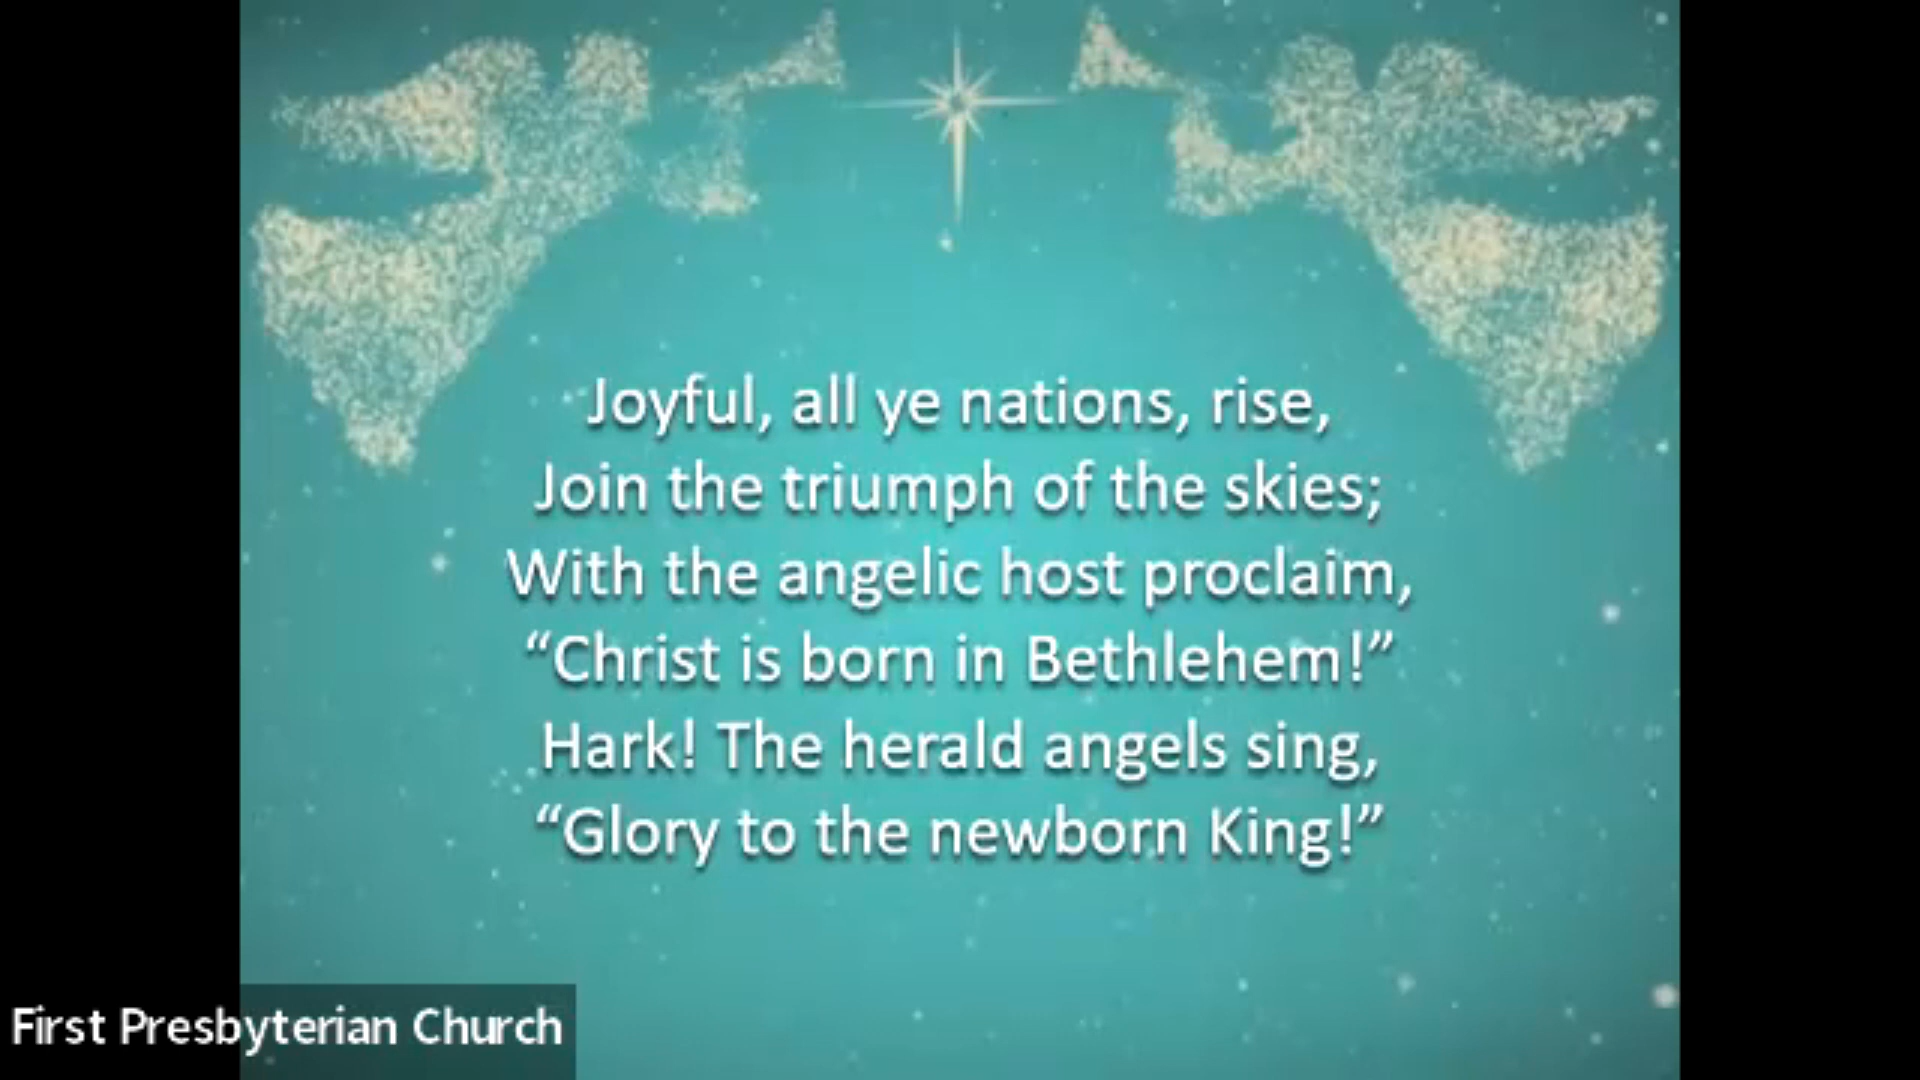 Joyful, all ye nations, rise,
Join the triumph of the skies;
With the angelic host proclaim,
“Christ is born in Bethlehem!”
Hark! The herald angels sing,
“Glory to the newborn King!”
First Presbyterian Church